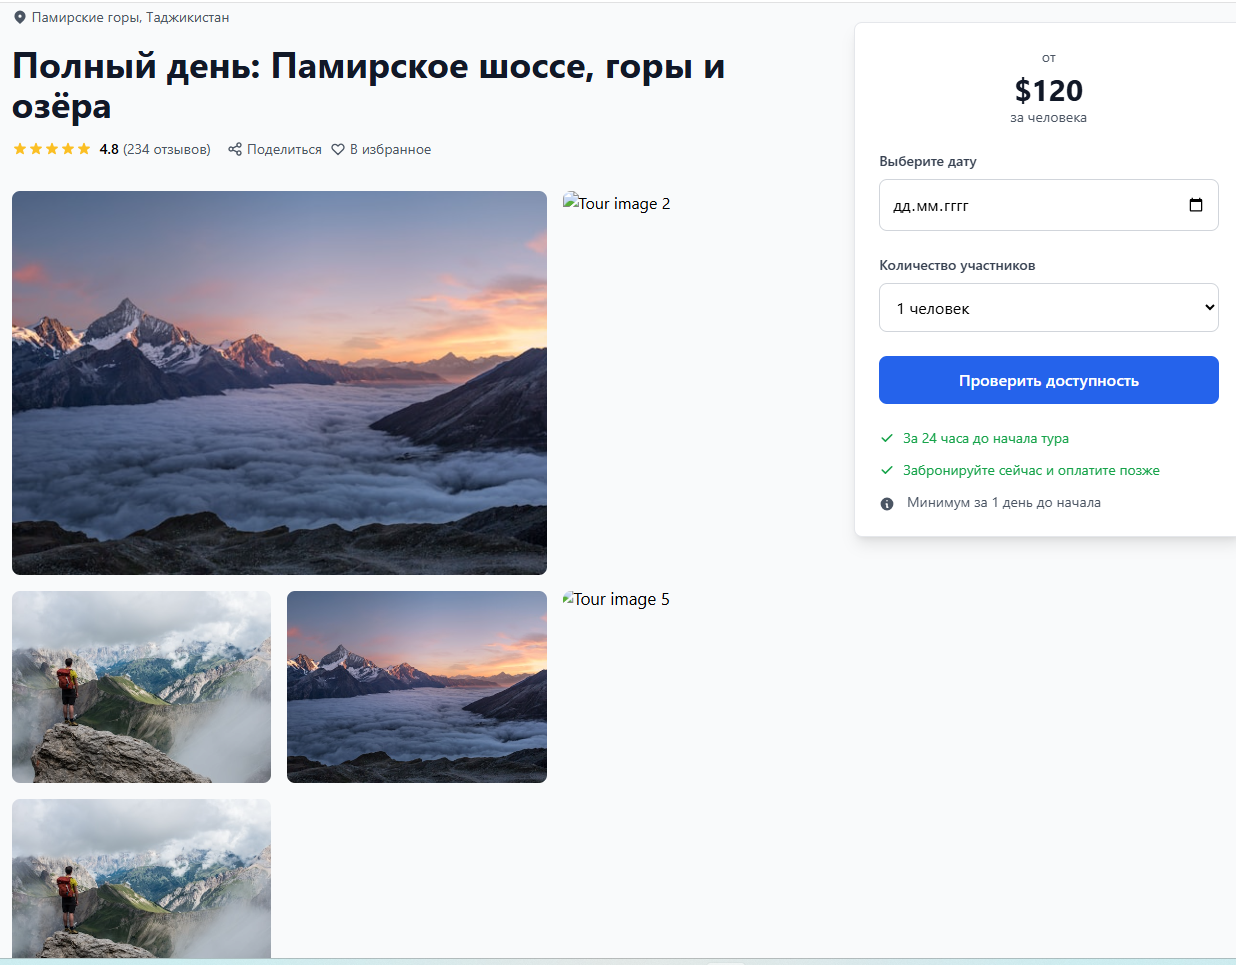 Памирские горы, Таджикистан
Полный день: Памирское шоссе, горы и
озёра
4.8 (234 отзывов) Поделиться В избранное
Tour image 2
Tour image 5
от
$120
за человека
Выберите дату
дд.мм.гггг
Количество участников
1 человек
Проверить доступность
За 24 часа до начала тура
Забронируйте сейчас и оплатите позже
Минимум за 1 день до начала